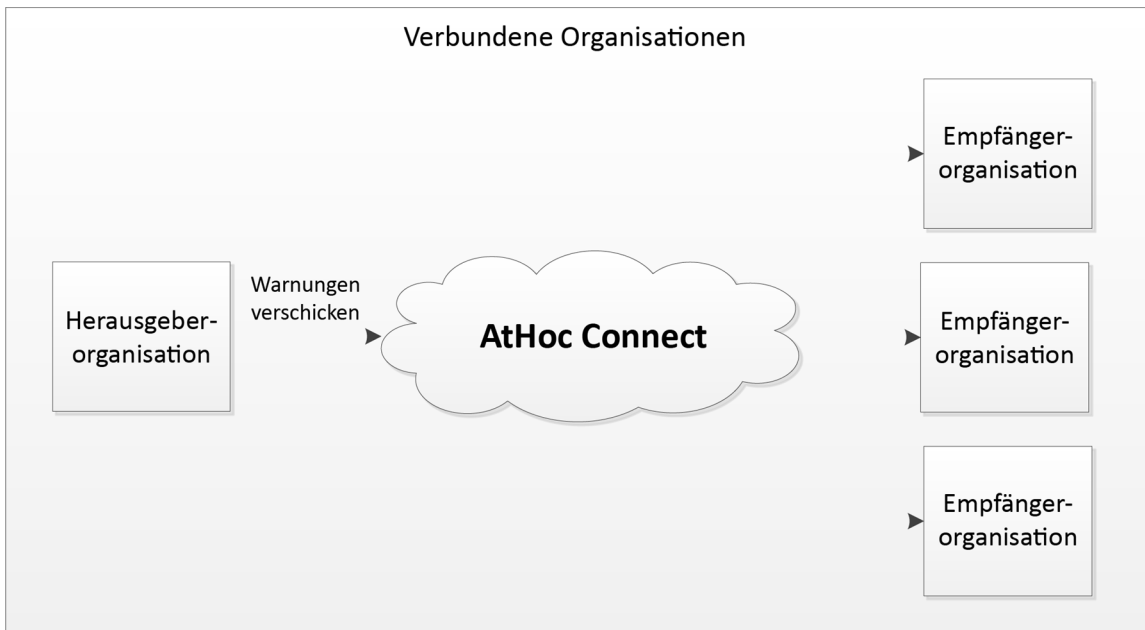 Verbundene Organisationen
Empfänger-
organisation
Warnungen
verschicken
Herausgeber-
organisation
AtHoc Connect
Empfänger-
organisation
Empfänger-
organisation